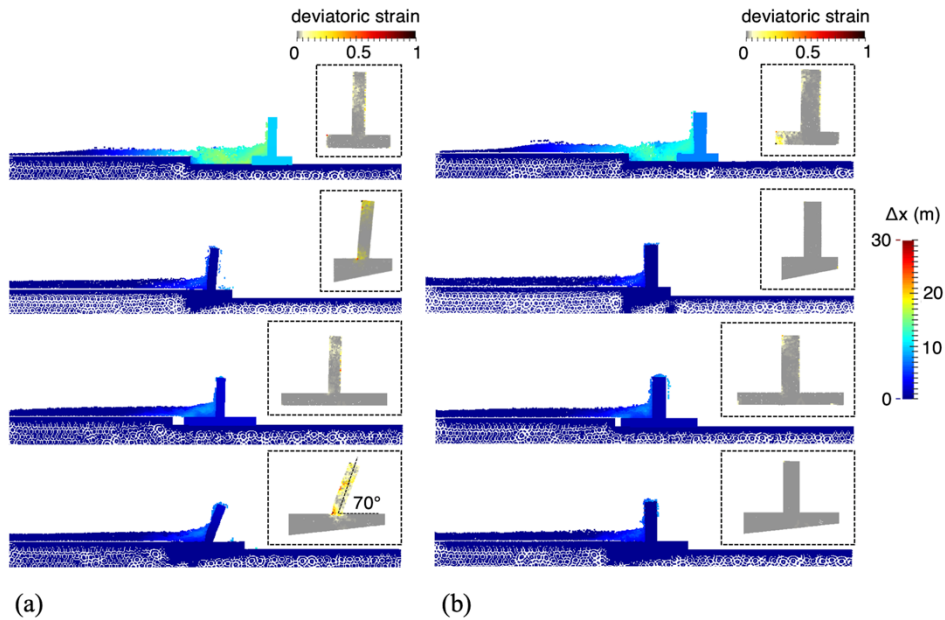 deviatoric strain
0 0.5 1
deviatoric strain
0 0.5 1
Δx (m)
30
20
10
0
70°
(a)
(b)